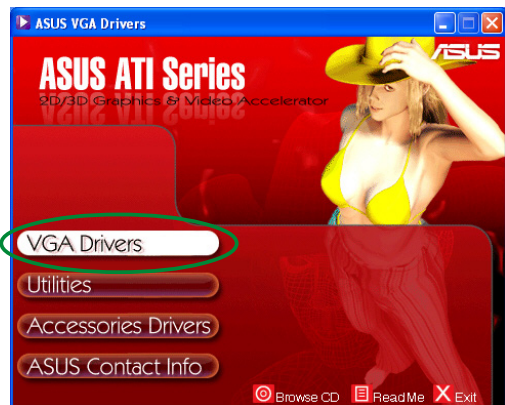 ASUS VGA Drivers
ASUS
ASUS ATI Series
2D/3D Graphics & Video Accelerator
VGA Drivers
Utilities
Accessories Drivers
ASUS Contact Info
Browse CD
ReadMe
Exit